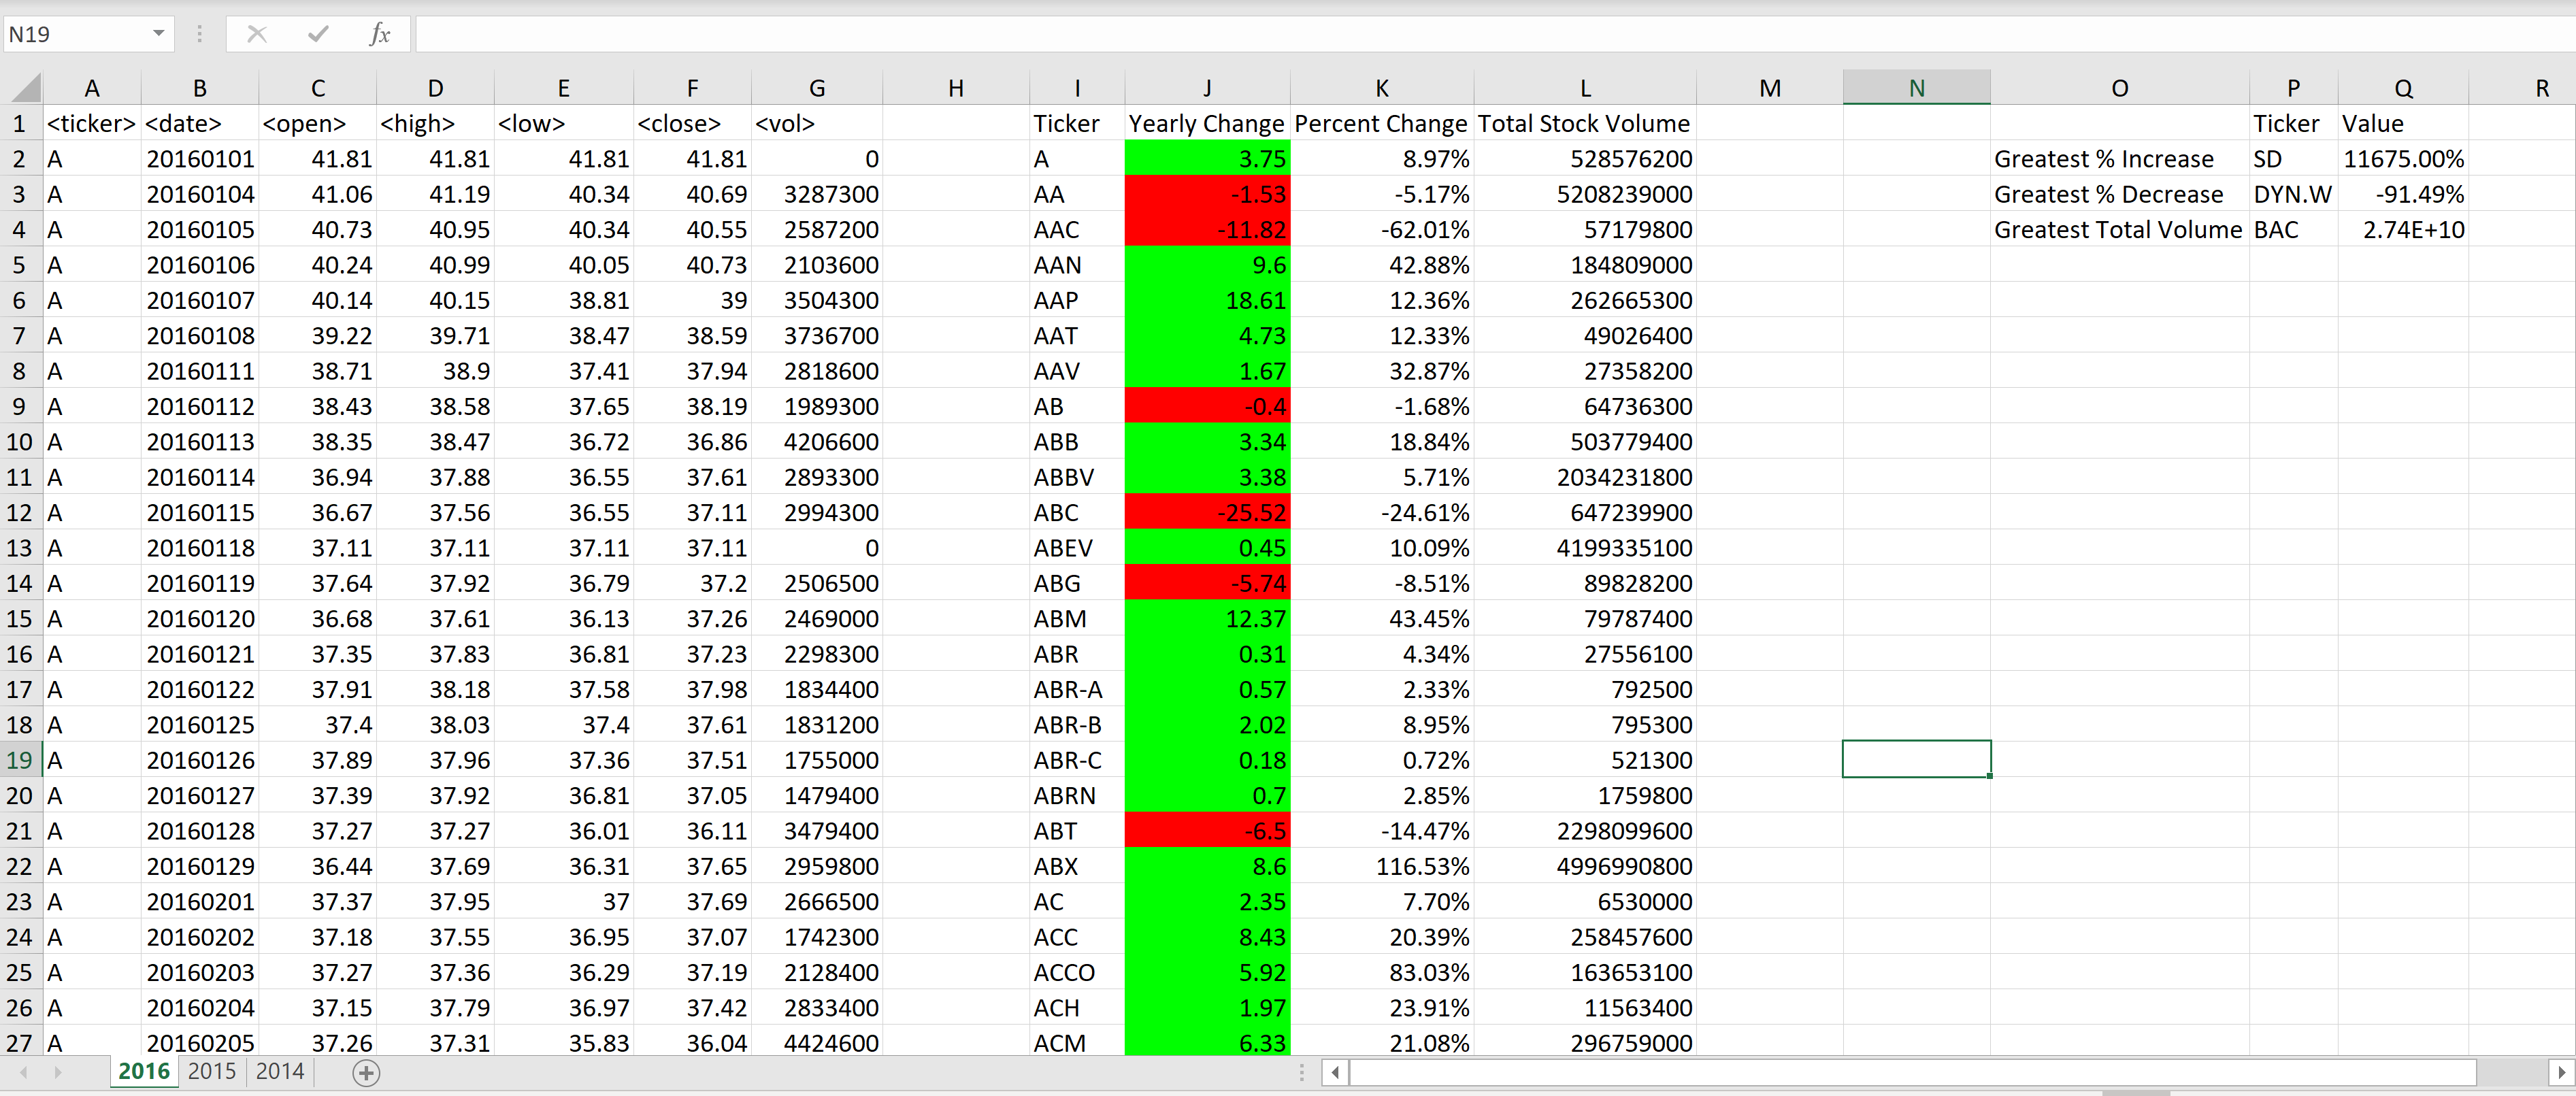 N19 fx
A B C D E F G H I J K L M N O P Q R
1 <ticker> <date> <open> <high> <low> <close> <vol> Ticker Yearly Change Percent Change Total Stock Volume Ticker Value
2 A 20160101 41.81 41.81 41.81 41.81 0 A 3.75 8.97% 528576200 Greatest % Increase SD 11675.00%
3 A 20160104 41.06 41.19 40.34 40.69 3287300 AA -1.53 -5.17% 5208239000 Greatest % Decrease DYN.W -91.49%
4 A 20160105 40.73 40.95 40.34 40.55 2587200 AAC -11.82 -62.01% 57179800 Greatest Total Volume BAC 2.74E+10
5 A 20160106 40.24 40.99 40.05 40.73 2103600 AAN 9.6 42.88% 184809000
6 A 20160107 40.14 40.15 38.81 39 3504300 AAP 18.61 12.36% 262665300
7 A 20160108 39.22 39.71 38.47 38.59 3736700 AAT 4.73 12.33% 49026400
8 A 20160111 38.71 38.9 37.41 37.94 2818600 AAV 1.67 32.87% 27358200
9 A 20160112 38.43 38.58 37.65 38.19 1989300 AB -0.4 -1.68% 64736300
10 A 20160113 38.35 38.47 36.72 36.86 4206600 ABB 3.34 18.84% 503779400
11 A 20160114 36.94 37.88 36.55 37.61 2893300 ABBV 3.38 5.71% 2034231800
12 A 20160115 36.67 37.56 36.55 37.11 2994300 ABC -25.52 -24.61% 647239900
13 A 20160118 37.11 37.11 37.11 37.11 0 ABEV 0.45 10.09% 4199335100
14 A 20160119 37.64 37.92 36.79 37.2 2506500 ABG -5.74 -8.51% 89828200
15 A 20160120 36.68 37.61 36.13 37.26 2469000 ABM 12.37 43.45% 79787400
16 A 20160121 37.35 37.83 36.81 37.23 2298300 ABR 0.31 4.34% 27556100
17 A 20160122 37.91 38.18 37.58 37.98 1834400 ABR-A 0.57 2.33% 792500
18 A 20160125 37.4 38.03 37.4 37.61 1831200 ABR-B 2.02 8.95% 795300
19 A 20160126 37.89 37.96 37.36 37.51 1755000 ABR-C 0.18 0.72% 521300
20 A 20160127 37.39 37.92 36.81 37.05 1479400 ABRN 0.7 2.85% 1759800
21 A 20160128 37.27 37.27 36.01 36.11 3479400 ABT -6.5 -14.47% 2298099600
22 A 20160129 36.44 37.69 36.31 37.65 2959800 ABX 8.6 116.53% 4996990800
23 A 20160201 37.37 37.95 37 37.69 2666500 AC 2.35 7.70% 6530000
24 A 20160202 37.18 37.55 36.95 37.07 1742300 ACC 8.43 20.39% 258457600
25 A 20160203 37.27 37.36 36.29 37.19 2128400 ACCO 5.92 83.03% 163653100
26 A 20160204 37.15 37.79 36.97 37.42 2833400 ACH 1.97 23.91% 11563400
27 A 20160205 37.26 37.31 35.83 36.04 4424600 ACM 6.33 21.08% 296759000
2016 2015 2014